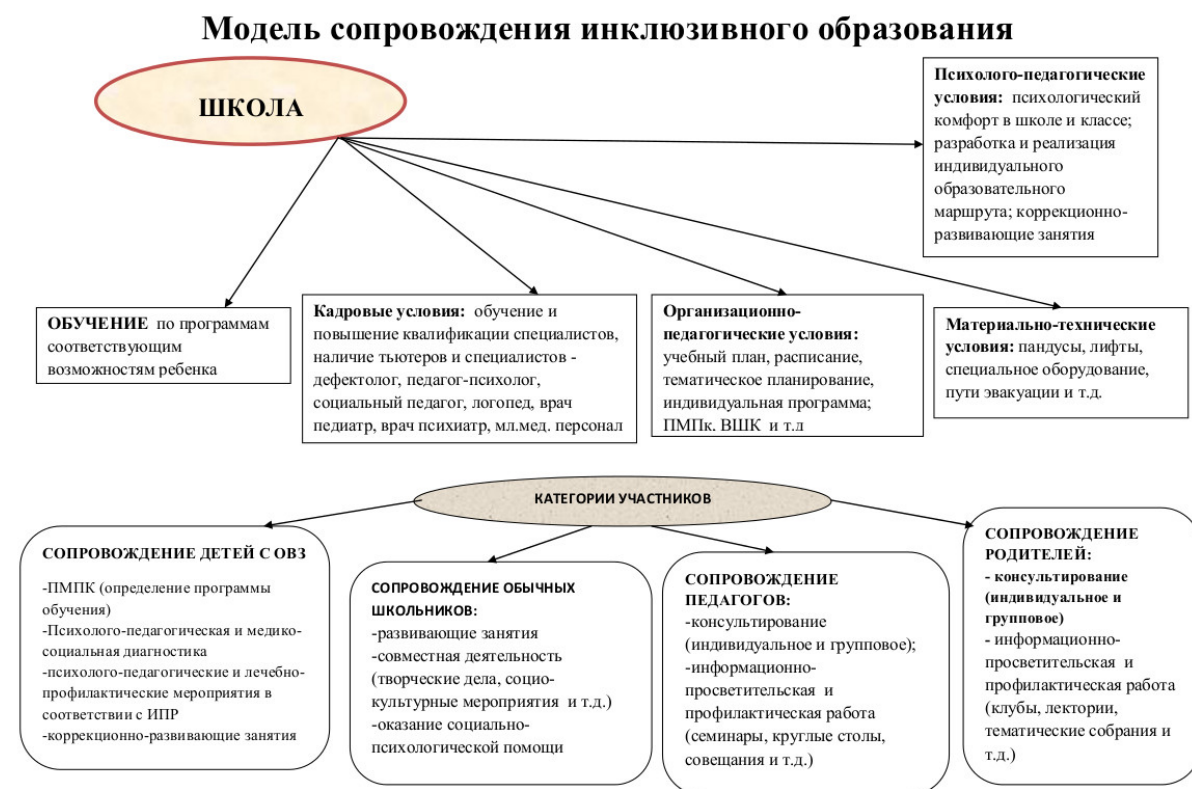 Модель сопровождения инклюзивного образования
ШКОЛА
Психолого-педагогические
условия: психологический
комфорт в школе и классе;
разработка и реализация
индивидуального
образовательного
маршрута; коррекционно-
развивающие занятия
ОБУЧЕНИЕ по программам
соответствующим
возможностям ребенка
Кадровые условия: обучение и
повышение квалификации специалистов,
наличие тьютеров и специалистов -
дефектолог, педагог-психолог,
социальный педагог, логопед, врач
педиатр, врач психиатр, мл.мед. персонал
Организационно-
педагогические условия:
учебный план, расписание,
тематическое планирование,
индивидуальная программа;
ПМПк, ВШК и т.д
Материально-технические
условия: пандусы, лифты,
специальное оборудование,
пути эвакуации и т.д.
КАТЕГОРИИ УЧАСТНИКОВ
СОПРОВОЖДЕНИЕ ДЕТЕЙ С ОВЗ
-ПМПК (определение программы
обучения)
-Психолого-педагогическая и медико-
социальная диагностика
-психолого-педагогические и лечебно-
профилактические мероприятия в
соответствии с ИПР
-коррекционно-развивающие занятия
СОПРОВОЖДЕНИЕ ОБЫЧНЫХ
ШКОЛЬНИКОВ:
-развивающие занятия
-совместная деятельность
(творческие дела, социо-
культурные мероприятия и т.д.)
-оказание социально-
психологической помощи
СОПРОВОЖДЕНИЕ
ПЕДАГОГОВ:
-консультирование
(индивидуальное и групповое);
-информационно-
просветительская и
профилактическая работа
(семинары, круглые столы,
совещания и т.д.)
СОПРОВОЖДЕНИЕ
РОДИТЕЛЕЙ:
- консультирование
(индивидуальное и
групповое)
- информационно-
просветительская и
профилактическая работа
(клубы, лектории,
тематические собрания и
т.д.)